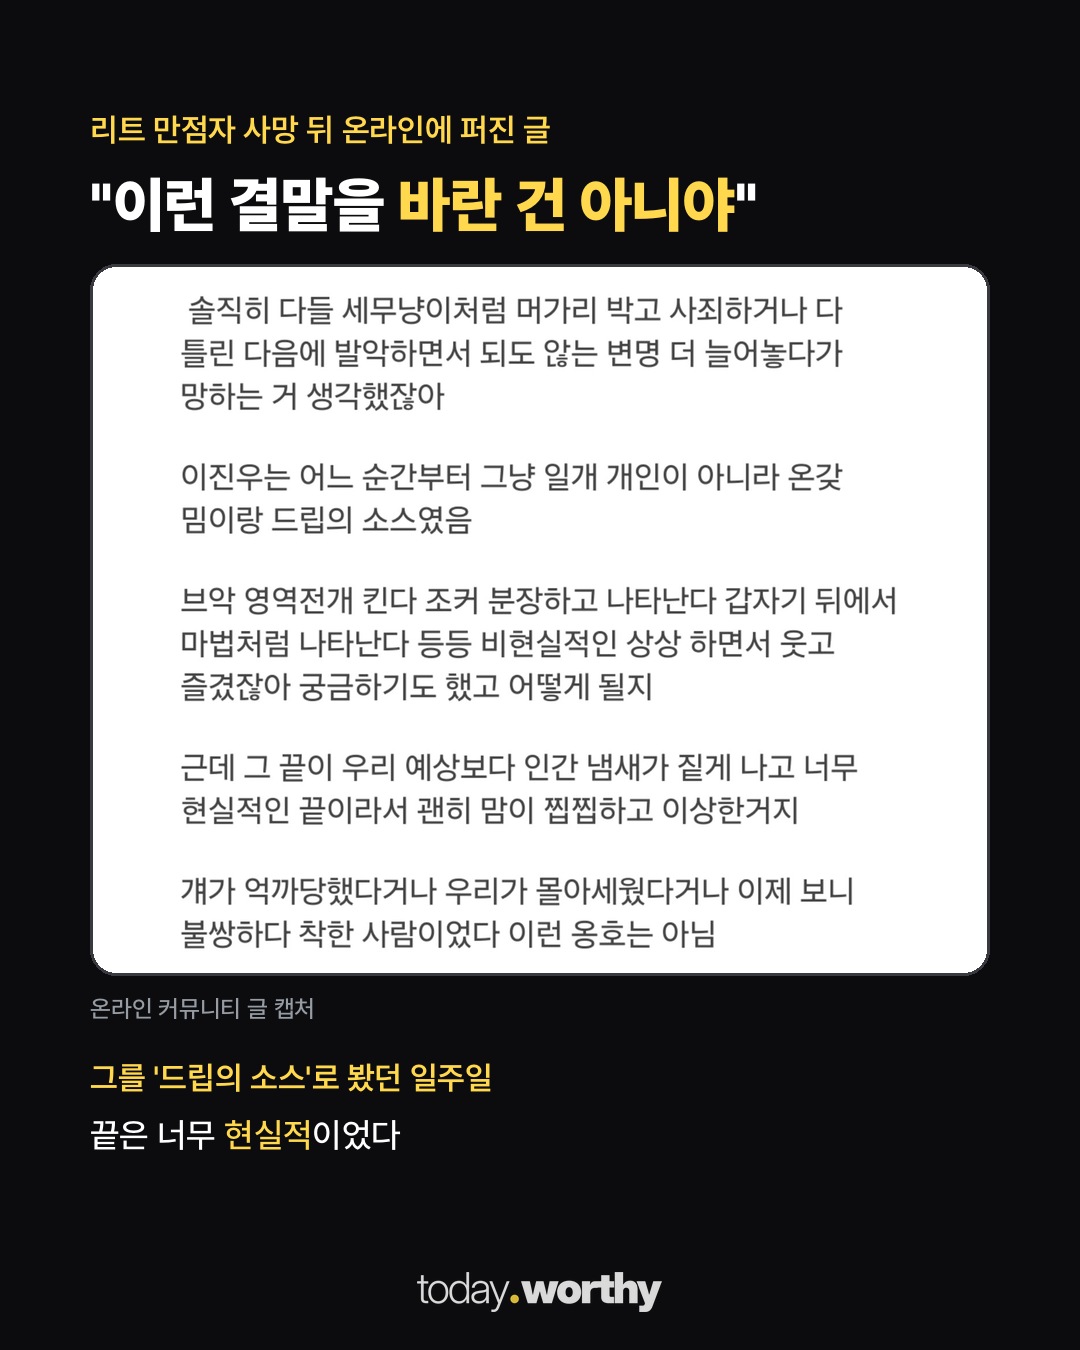 리트 만점자 사망 뒤 온라인에 퍼진 글
"이런 결말을 바란 건 아니야"
솔직히 다들 세무냥이처럼 머가리 박고 사죄하거나 다
틀린 다음에 발악하면서 되도 않는 변명 더 늘어놓다가
망하는 거 생각했잖아
이진우는 어느 순간부터 그냥 일개 개인이 아니라 온갖
밈이랑 드립의 소스였음
브악 영역전개 킨다 조커 분장하고 나타난다 갑자기 뒤에서
마법처럼 나타난다 등등 비현실적인 상상 하면서 웃고
즐겼잖아 궁금하기도 했고 어떻게 될지
근데 그 끝이 우리 예상보다 인간 냄새가 짙게 나고 너무
현실적인 끝이라서 괜히 맘이 찝찝하고 이상한거지
걔가 억까당했다거나 우리가 몰아세웠다거나 이제 보니
불쌍하다 착한 사람이었다 이런 옹호는 아님
온라인 커뮤니티 글 캡처
그를 '드립의 소스'로 봤던 일주일
끝은 너무 현실적이었다
today.worthy